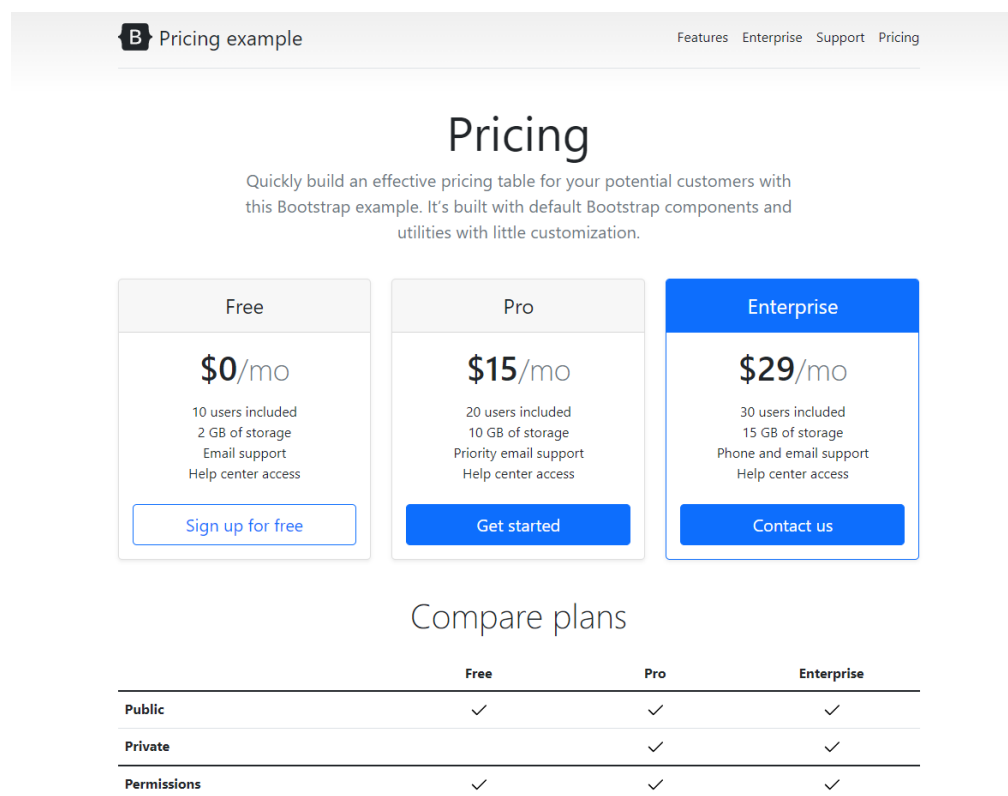 B Pricing example
Features Enterprise Support Pricing
Pricing
Quickly build an effective pricing table for your potential customers with
this Bootstrap example. It’s built with default Bootstrap components and
utilities with little customization.
Free
$0/mo
10 users included
2 GB of storage
Email support
Help center access
Sign up for free
Pro
$15/mo
20 users included
10 GB of storage
Priority email support
Help center access
Get started
Enterprise
$29/mo
30 users included
15 GB of storage
Phone and email support
Help center access
Contact us
Compare plans
Free Pro Enterprise
Public
Private
Permissions